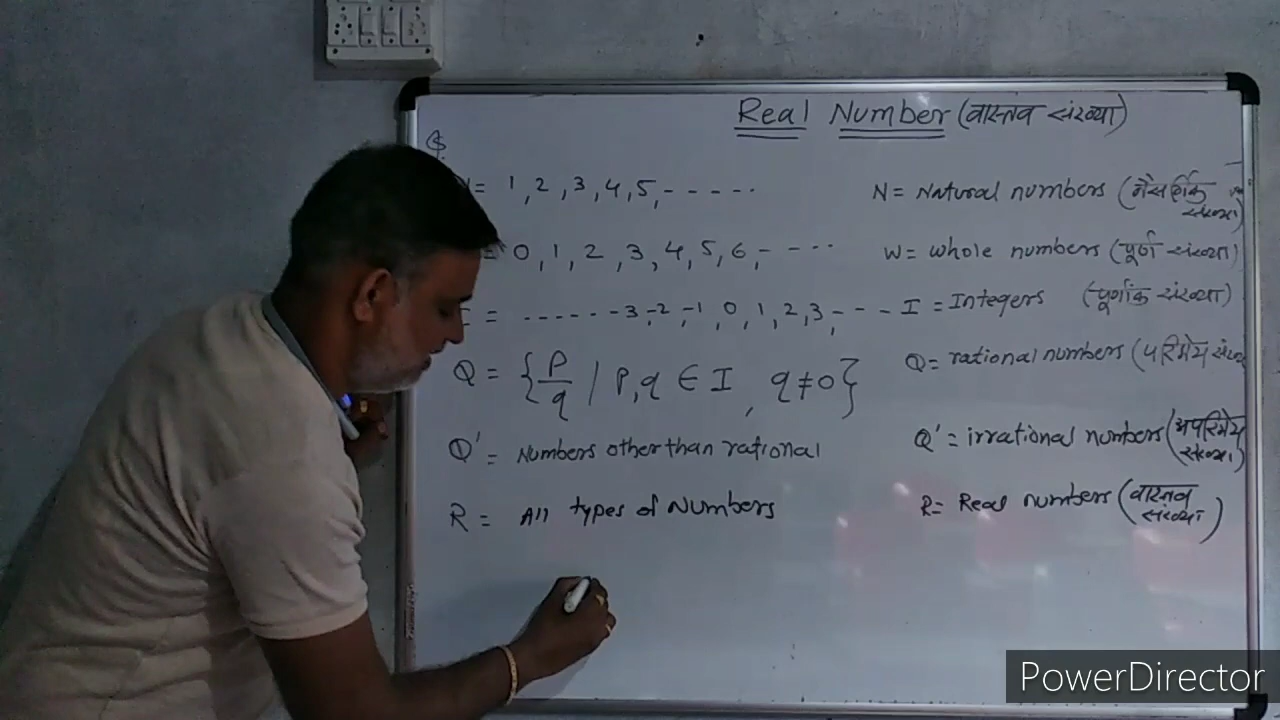 Real Number (वास्तव संख्या)
= 1, 2, 3, 4, 5, - - - - - N = Natural numbers (नैसर्गिक संख्या)
= 0, 1, 2, 3, 4, 5, 6, - - - - W = Whole numbers (पूर्ण संख्या)
= ...... -3, -2, -1, 0, 1, 2, 3, - - - I = Integers (पूर्णांक संख्या)
Q = {p/q / p, q ∈ I, q ≠ 0} Q = rational numbers (परिमेय संख्या
Q' = Numbers other than rational Q' = irrational numbers (अपरिमेय संख्या)
R = All types of Numbers R = Real numbers (वास्तव संख्या)
PowerDirector